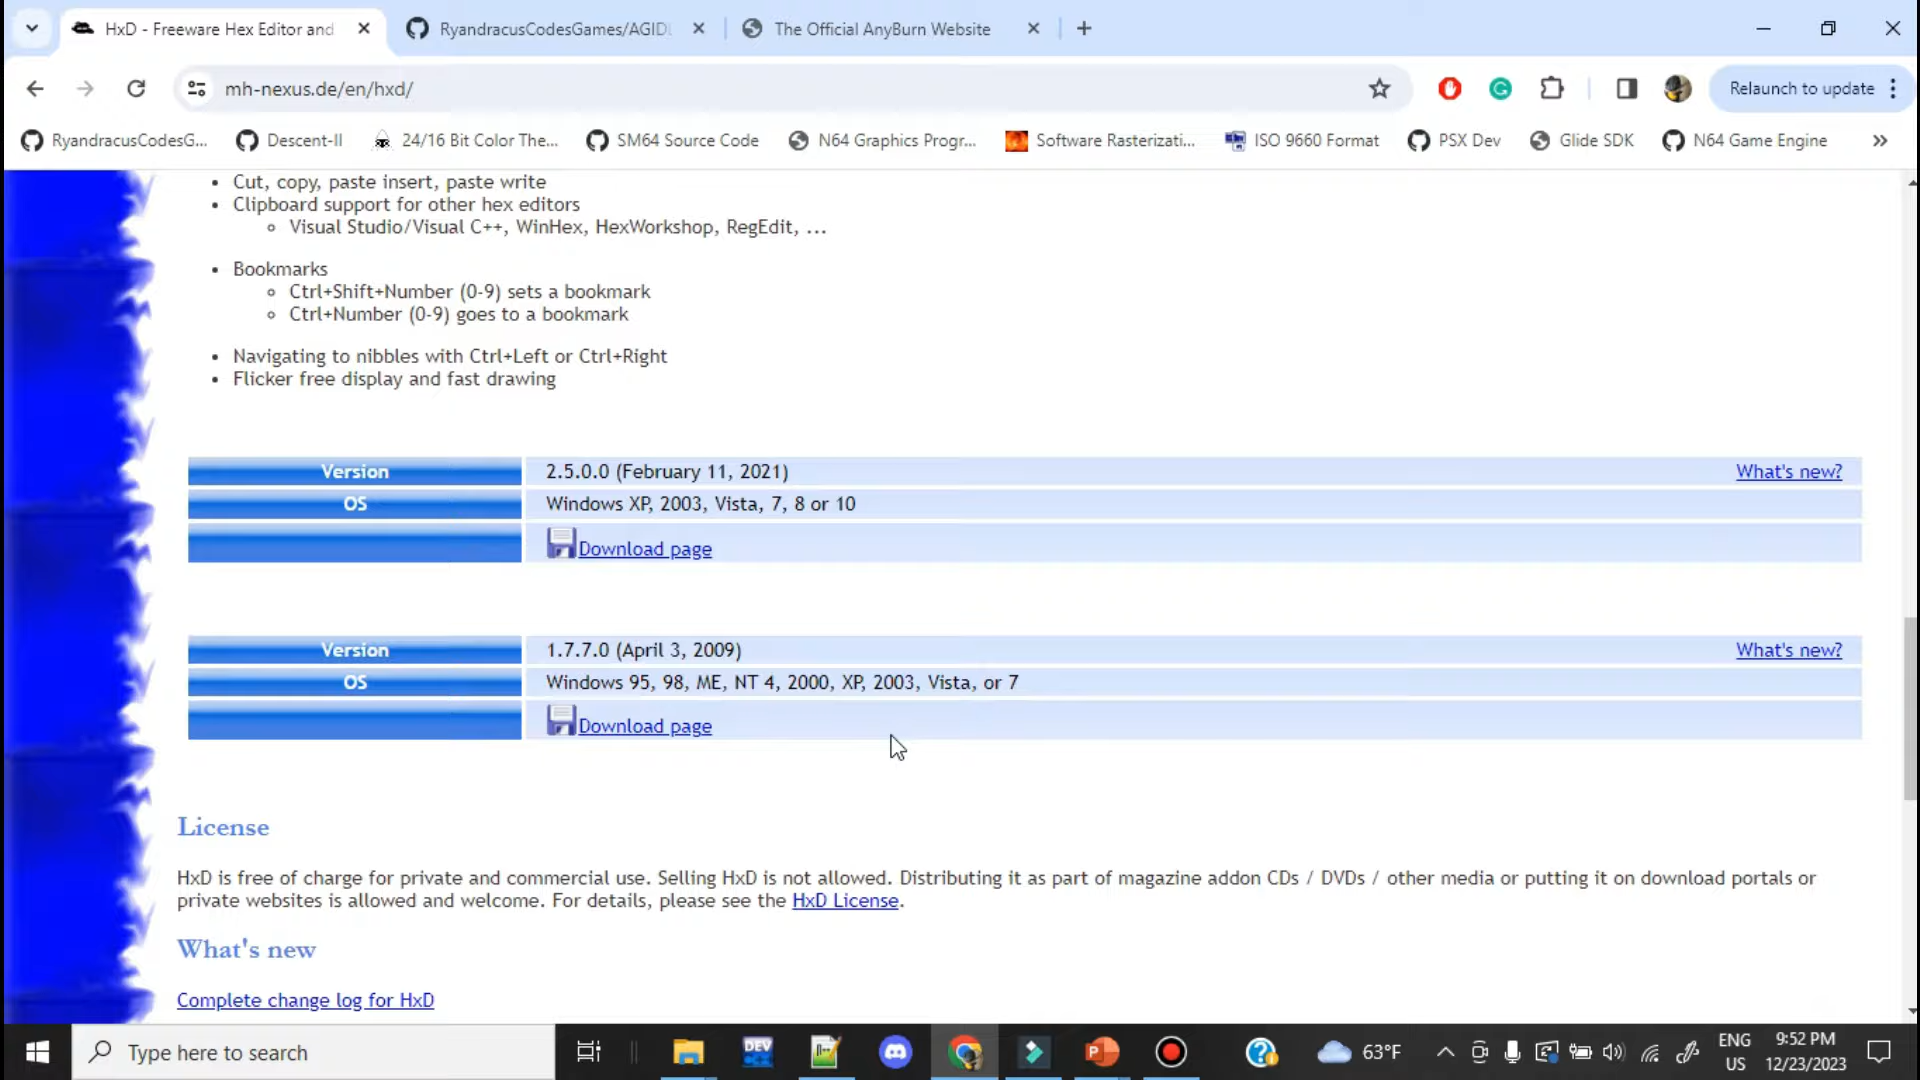 HxD - Freeware Hex Editor and
RyandracusCodesGames/AGIDL
The Official AnyBurn Website
mh-nexus.de/en/hxd/
Relaunch to update
RyandracusCodesG...
Descent-II
24/16 Bit Color The...
SM64 Source Code
N64 Graphics Progr...
Software Rasterizati...
ISO 9660 Format
PSX Dev
Glide SDK
N64 Game Engine
»
• Cut, copy, paste insert, paste write
• Clipboard support for other hex editors
◦ Visual Studio/Visual C++, WinHex, HexWorkshop, RegEdit, ...
• Bookmarks
◦ Ctrl+Shift+Number (0-9) sets a bookmark
◦ Ctrl+Number (0-9) goes to a bookmark
• Navigating to nibbles with Ctrl+Left or Ctrl+Right
• Flicker free display and fast drawing
Version 2.5.0.0 (February 11, 2021) What's new?
OS Windows XP, 2003, Vista, 7, 8 or 10
Download page
Version 1.7.7.0 (April 3, 2009) What's new?
OS Windows 95, 98, ME, NT 4, 2000, XP, 2003, Vista, or 7
Download page
License
HxD is free of charge for private and commercial use. Selling HxD is not allowed. Distributing it as part of magazine addon CDs / DVDs / other media or putting it on download portals or
private websites is allowed and welcome. For details, please see the HxD License.
What's new
Complete change log for HxD
Type here to search
DEV
63°F
ENG
US
9:52 PM
12/23/2023